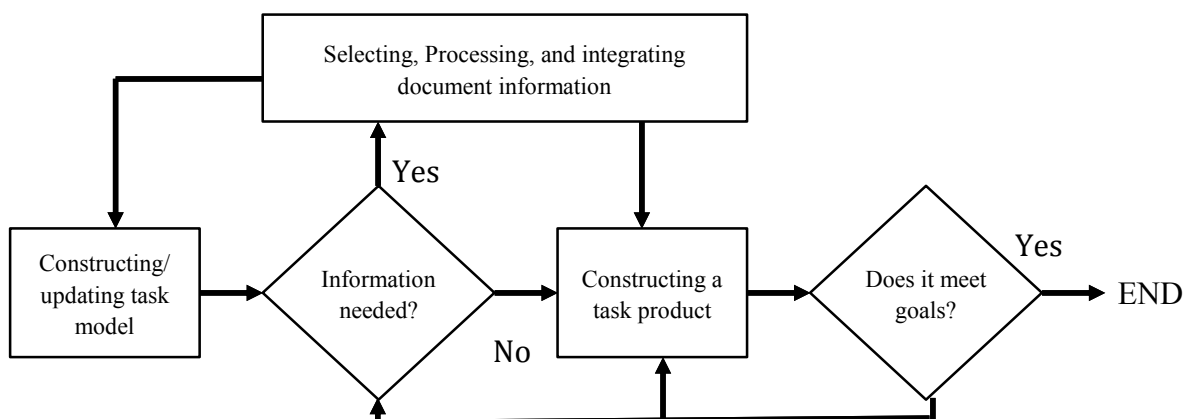 Selecting, Processing, and integrating
document information
Yes
Constructing/
updating task
model
Information
needed?
No
Constructing a
task product
Does it meet
goals?
Yes
END